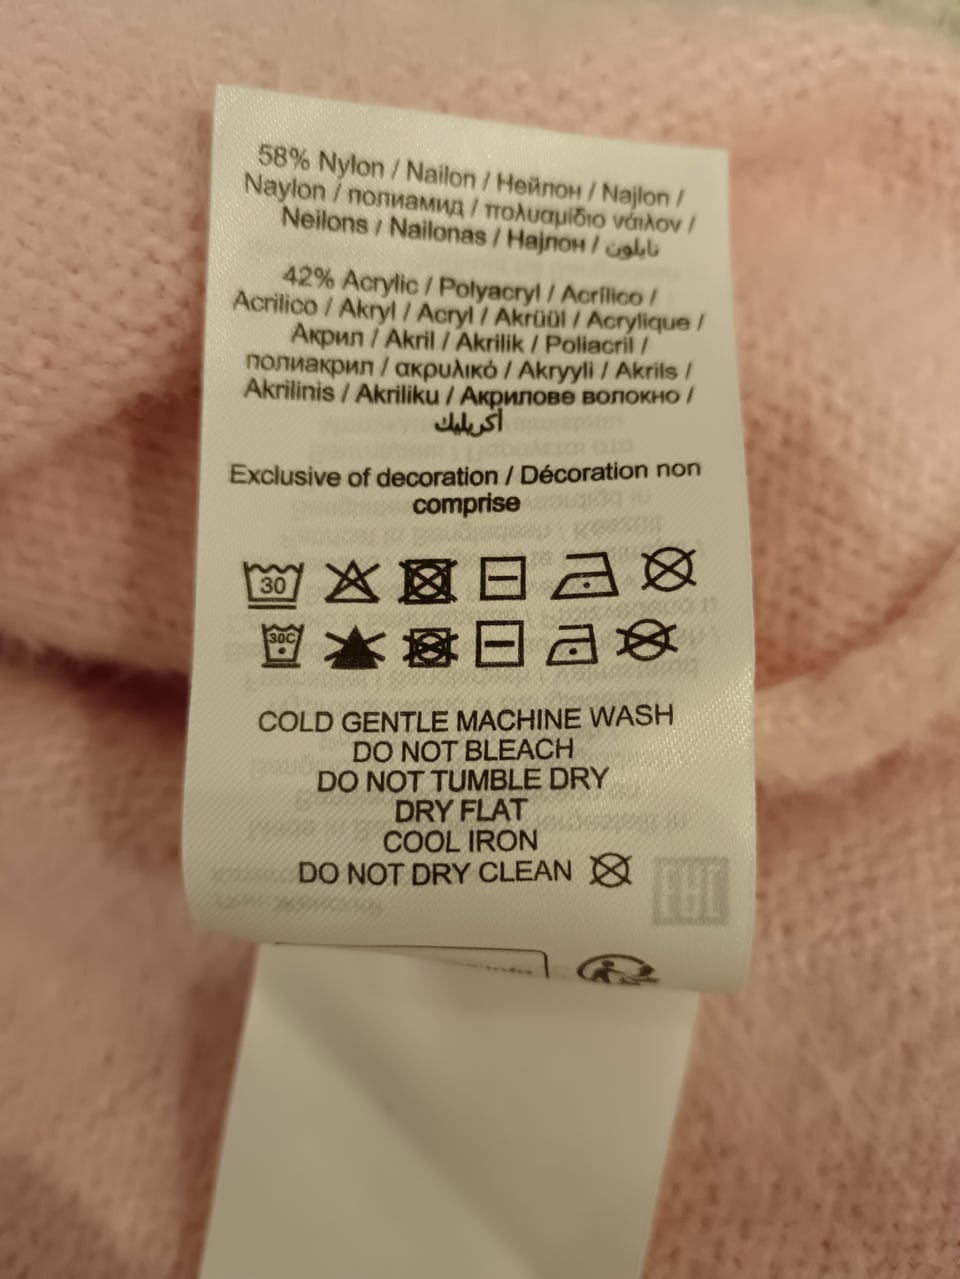 58% Nylon / Nailon / Нейлон / Najlon /
Naylon / полиамид / πολυαμίδιο νάιλον /
Neilons / Nailonas / Најлон / نايلون
42% Acrylic / Polyacryl / Acrílico /
Acrilico / Akryl / Acryl / Akrüül / Acrylique /
Акрил / Akril / Akrilik / Poliacril /
полиакрил / ακρυλικό / Akryyli / Akrils /
Akrilinis / Akriliku / Акрилове волокно /
أكريليك
Exclusive of decoration / Décoration non
comprise
30
30C
COLD GENTLE MACHINE WASH
DO NOT BLEACH
DO NOT TUMBLE DRY
DRY FLAT
COOL IRON
DO NOT DRY CLEAN